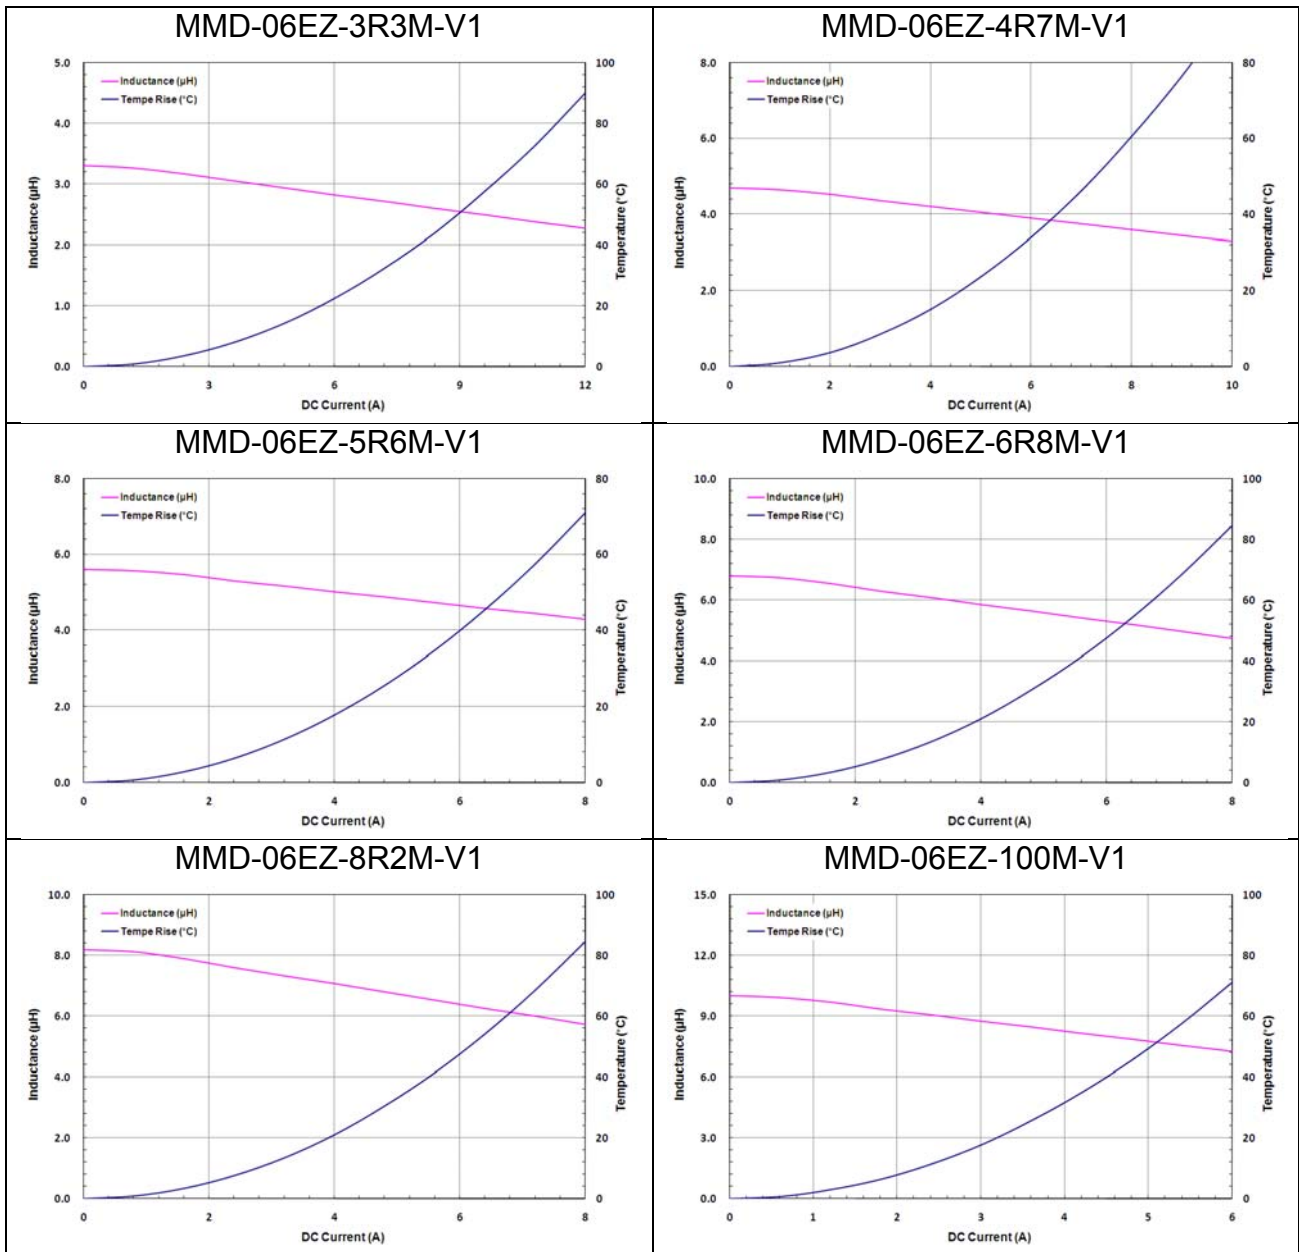 MMD-06EZ-3R3M-V1
5.0
4.0
3.0
2.0
1.0
0.0
Inductance (µH)
Inductance (µH)
Tempe Rise (°C)
100
80
60
40
20
0
Temperature (°C)
0 3 6 9 12
DC Current (A)
MMD-06EZ-4R7M-V1
8.0
6.0
4.0
2.0
0.0
Inductance (µH)
Inductance (µH)
Tempe Rise (°C)
80
60
40
20
0
Temperature (°C)
0 2 4 6 8 10
DC Current (A)
MMD-06EZ-5R6M-V1
8.0
6.0
4.0
2.0
0.0
Inductance (µH)
Inductance (µH)
Tempe Rise (°C)
80
60
40
20
0
Temperature (°C)
0 2 4 6 8
DC Current (A)
MMD-06EZ-6R8M-V1
10.0
8.0
6.0
4.0
2.0
0.0
Inductance (µH)
Inductance (µH)
Tempe Rise (°C)
100
80
60
40
20
0
Temperature (°C)
0 2 4 6 8
DC Current (A)
MMD-06EZ-8R2M-V1
10.0
8.0
6.0
4.0
2.0
0.0
Inductance (µH)
Inductance (µH)
Tempe Rise (°C)
100
80
60
40
20
0
Temperature (°C)
0 2 4 6 8
DC Current (A)
MMD-06EZ-100M-V1
15.0
12.0
9.0
6.0
3.0
0.0
Inductance (µH)
Inductance (µH)
Tempe Rise (°C)
100
80
60
40
20
0
Temperature (°C)
0 1 2 3 4 5 6
DC Current (A)